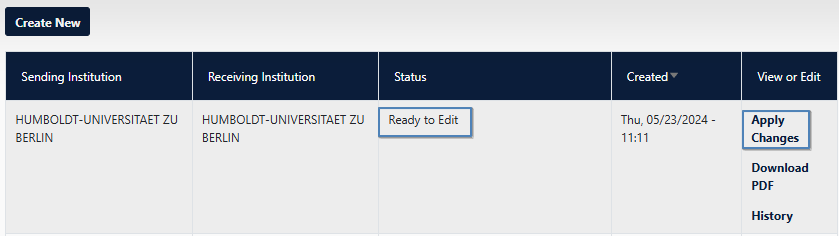 Create New
Sending Institution Receiving Institution Status Created View or Edit
HUMBOLDT-UNIVERSITAET ZU HUMBOLDT-UNIVERSITAET ZU Ready to Edit Thu, 05/23/2024 - Apply
BERLIN BERLIN 11:11 Changes
Download
PDF
History